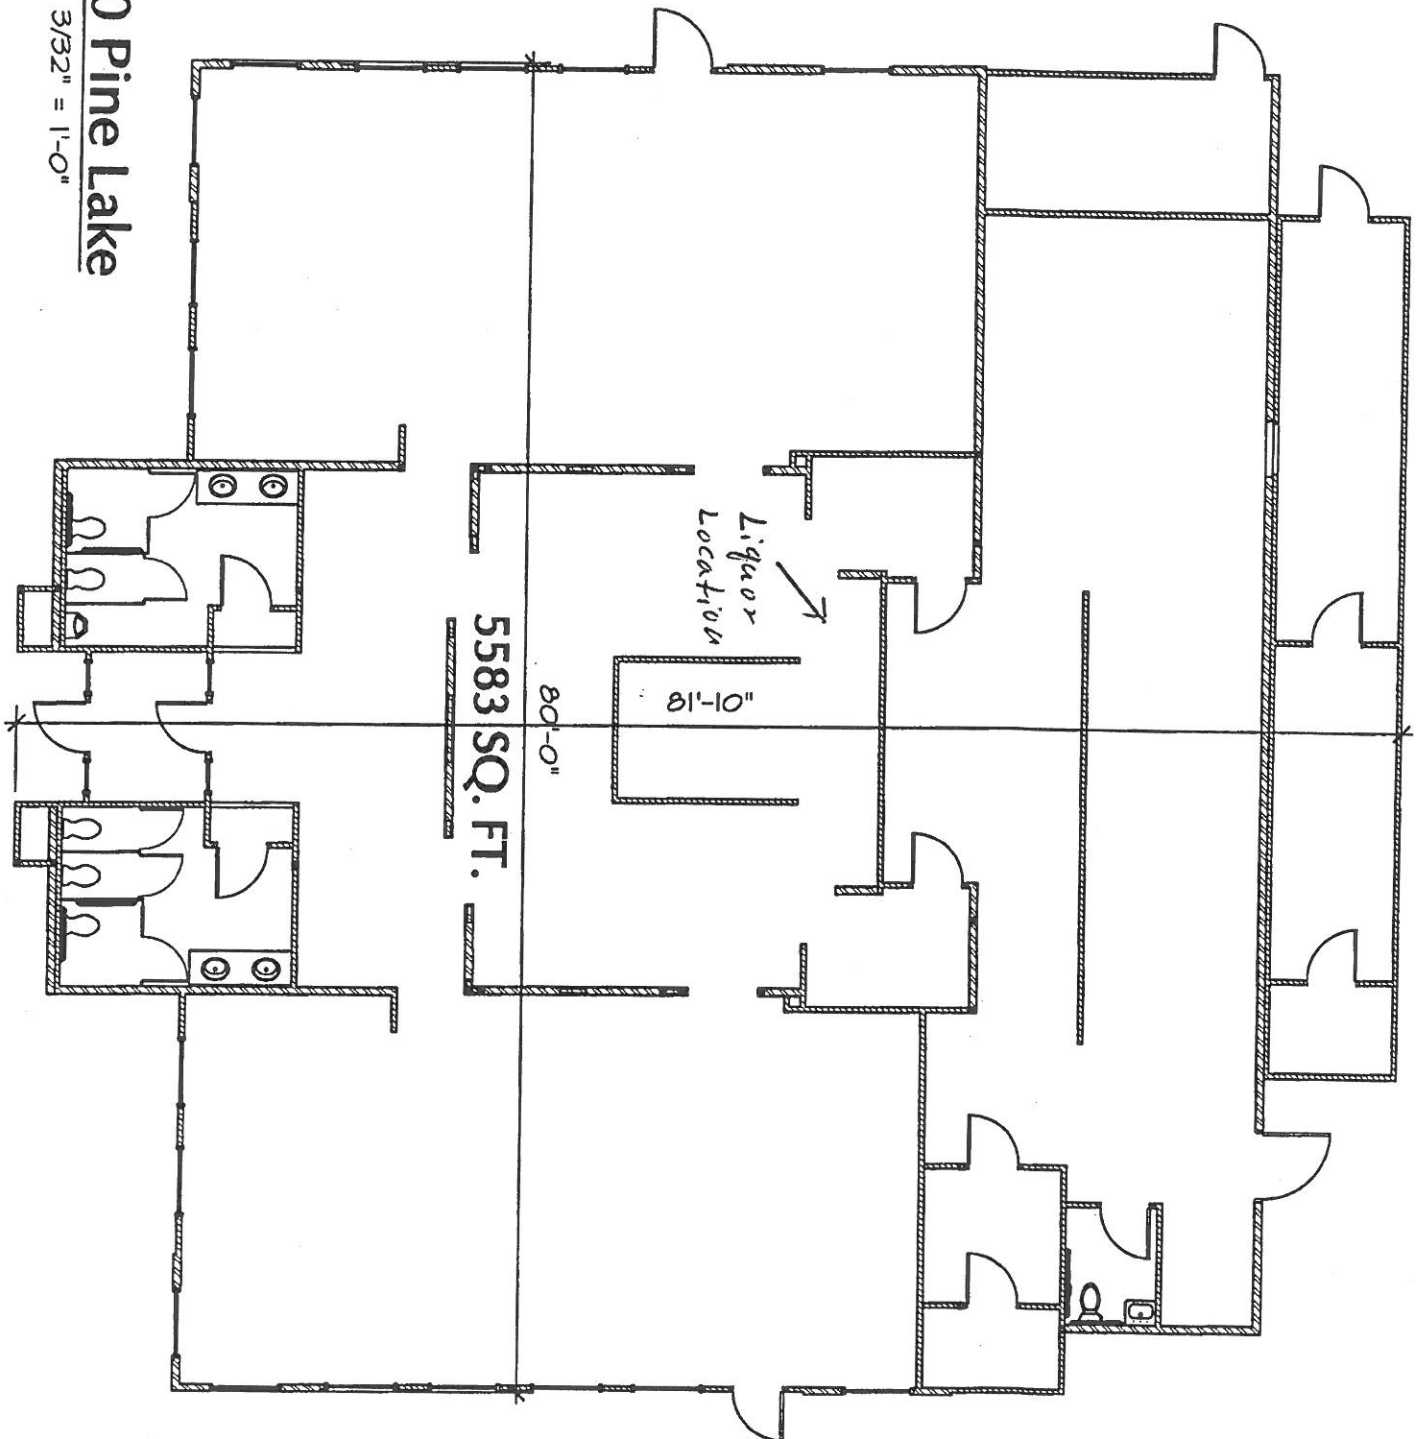 0 Pine Lake
3/32" = 1'-0"
Liquor
Location
81'-10"
80'-0"
5583 SQ. FT.